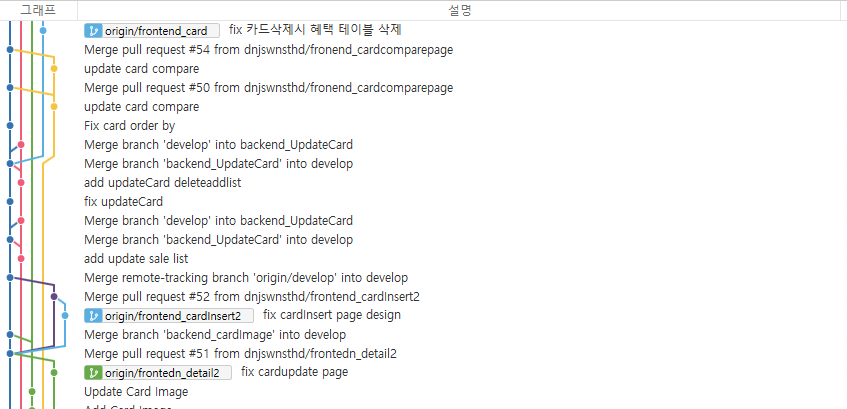 그래프 설명
origin/frontend_card fix 카드삭제시 혜택 테이블 삭제
Merge pull request #54 from dnjswnsthd/fronend_cardcomparepage
update card compare
Merge pull request #50 from dnjswnsthd/fronend_cardcomparepage
update card compare
Fix card order by
Merge branch 'develop' into backend_UpdateCard
Merge branch 'backend_UpdateCard' into develop
add updateCard deleteaddlist
fix updateCard
Merge branch 'develop' into backend_UpdateCard
Merge branch 'backend_UpdateCard' into develop
add update sale list
Merge remote-tracking branch 'origin/develop' into develop
Merge pull request #52 from dnjswnsthd/frontend_cardInsert2
origin/frontend_cardInsert2 fix cardInsert page design
Merge branch 'backend_cardImage' into develop
Merge pull request #51 from dnjswnsthd/frontedn_detail2
origin/frontedn_detail2 fix cardupdate page
Update Card Image
Add Card Image